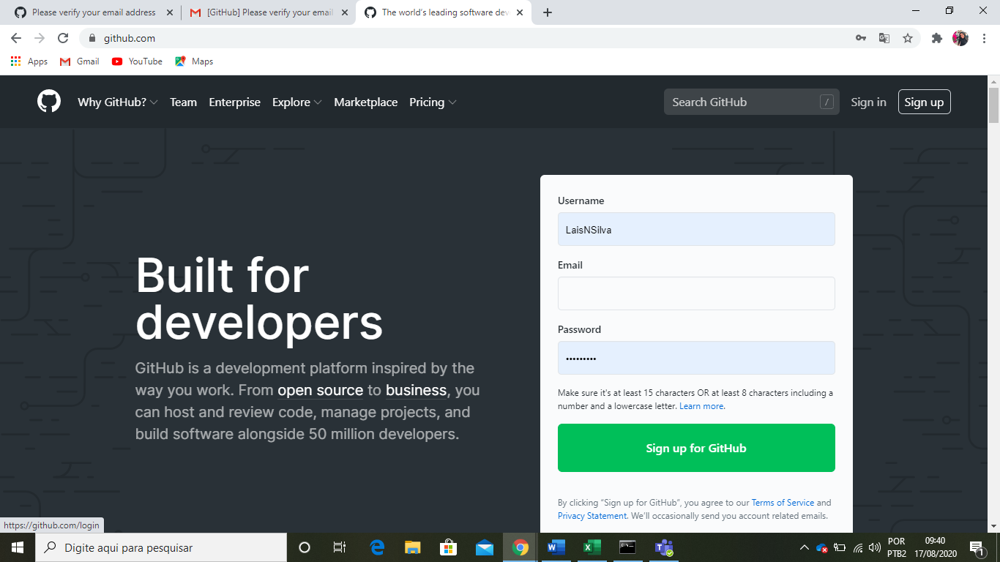 Please verify your email address
[GitHub] Please verify your email
The world's leading software dev
github.com
Apps
Gmail
YouTube
Maps
Why GitHub?
Team
Enterprise
Explore
Marketplace
Pricing
Search GitHub
/
Sign in
Sign up
Username
LaisNSilva
Email
Password
•••••••••
Make sure it's at least 15 characters OR at least 8 characters including a
number and a lowercase letter. Learn more.
Sign up for GitHub
By clicking “Sign up for GitHub”, you agree to our Terms of Service and
Privacy Statement. We'll occasionally send you account related emails.
Built for
developers
GitHub is a development platform inspired by the
way you work. From open source to business, you
can host and review code, manage projects, and
build software alongside 50 million developers.
https://github.com/login
Digite aqui para pesquisar
POR
PTB2
09:40
17/08/2020
1